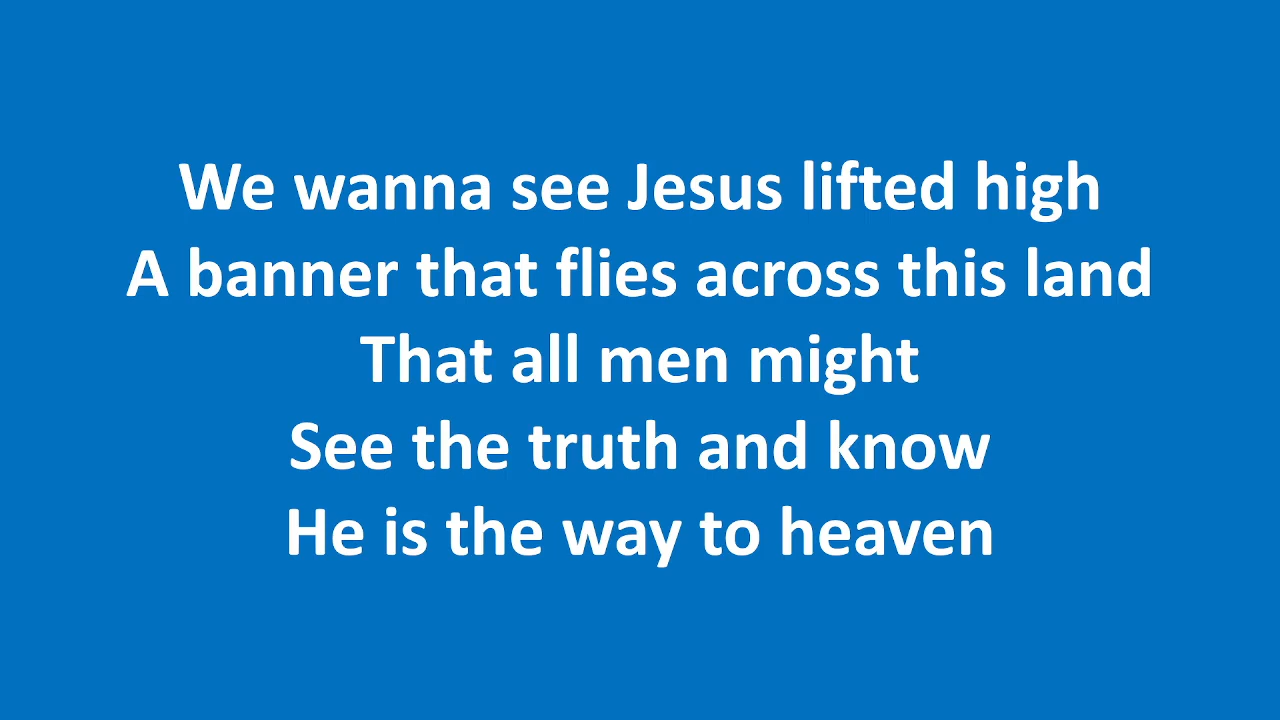 We wanna see Jesus lifted high
A banner that flies across this land
That all men might
See the truth and know
He is the way to heaven